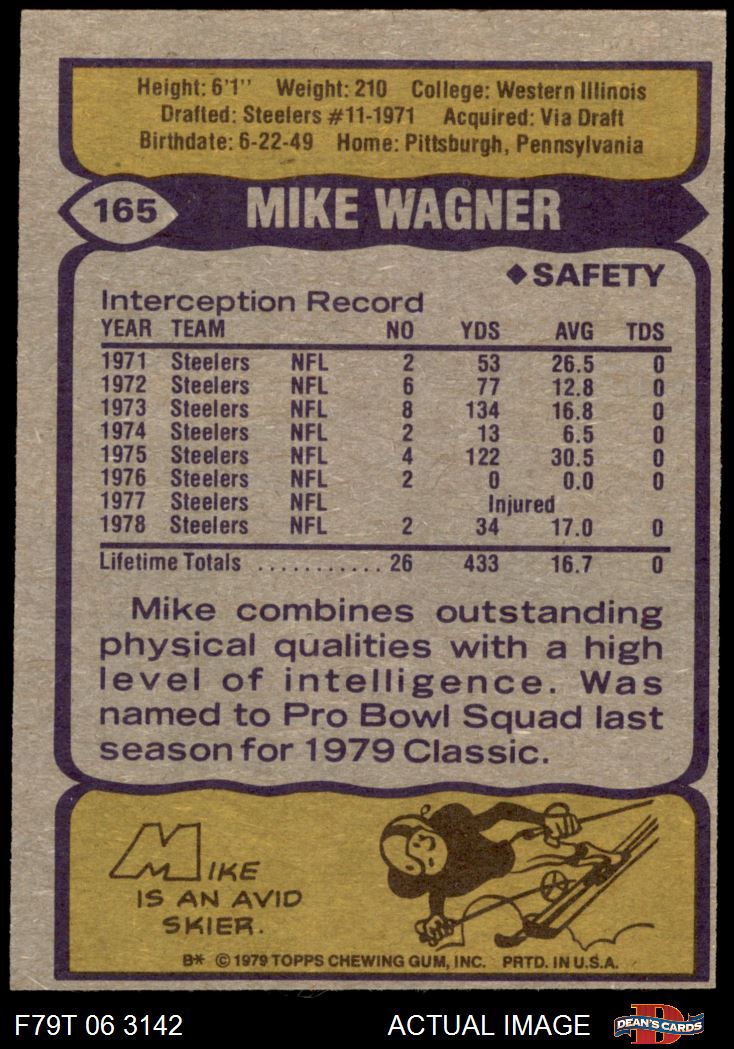 Height: 6'1" Weight: 210 College: Western Illinois
Drafted: Steelers #11-1971 Acquired: Via Draft
Birthdate: 6-22-49 Home: Pittsburgh, Pennsylvania
165 MIKE WAGNER
◆SAFETY
Interception Record
YEAR TEAM NO YDS AVG TDS
1971 Steelers NFL 2 53 26.5 0
1972 Steelers NFL 6 77 12.8 0
1973 Steelers NFL 8 134 16.8 0
1974 Steelers NFL 2 13 6.5 0
1975 Steelers NFL 4 122 30.5 0
1976 Steelers NFL 2 0 0.0 0
1977 Steelers NFL Injured
1978 Steelers NFL 2 34 17.0 0
Lifetime Totals ........... 26 433 16.7 0
Mike combines outstanding
physical qualities with a high
level of intelligence. Was
named to Pro Bowl Squad last
season for 1979 Classic.
MIKE
IS AN AVID
SKIER.
B* © 1979 TOPPS CHEWING GUM, INC. PRTD. IN U.S.A.
F79T 06 3142 ACTUAL IMAGE D DEAN'S CARDS